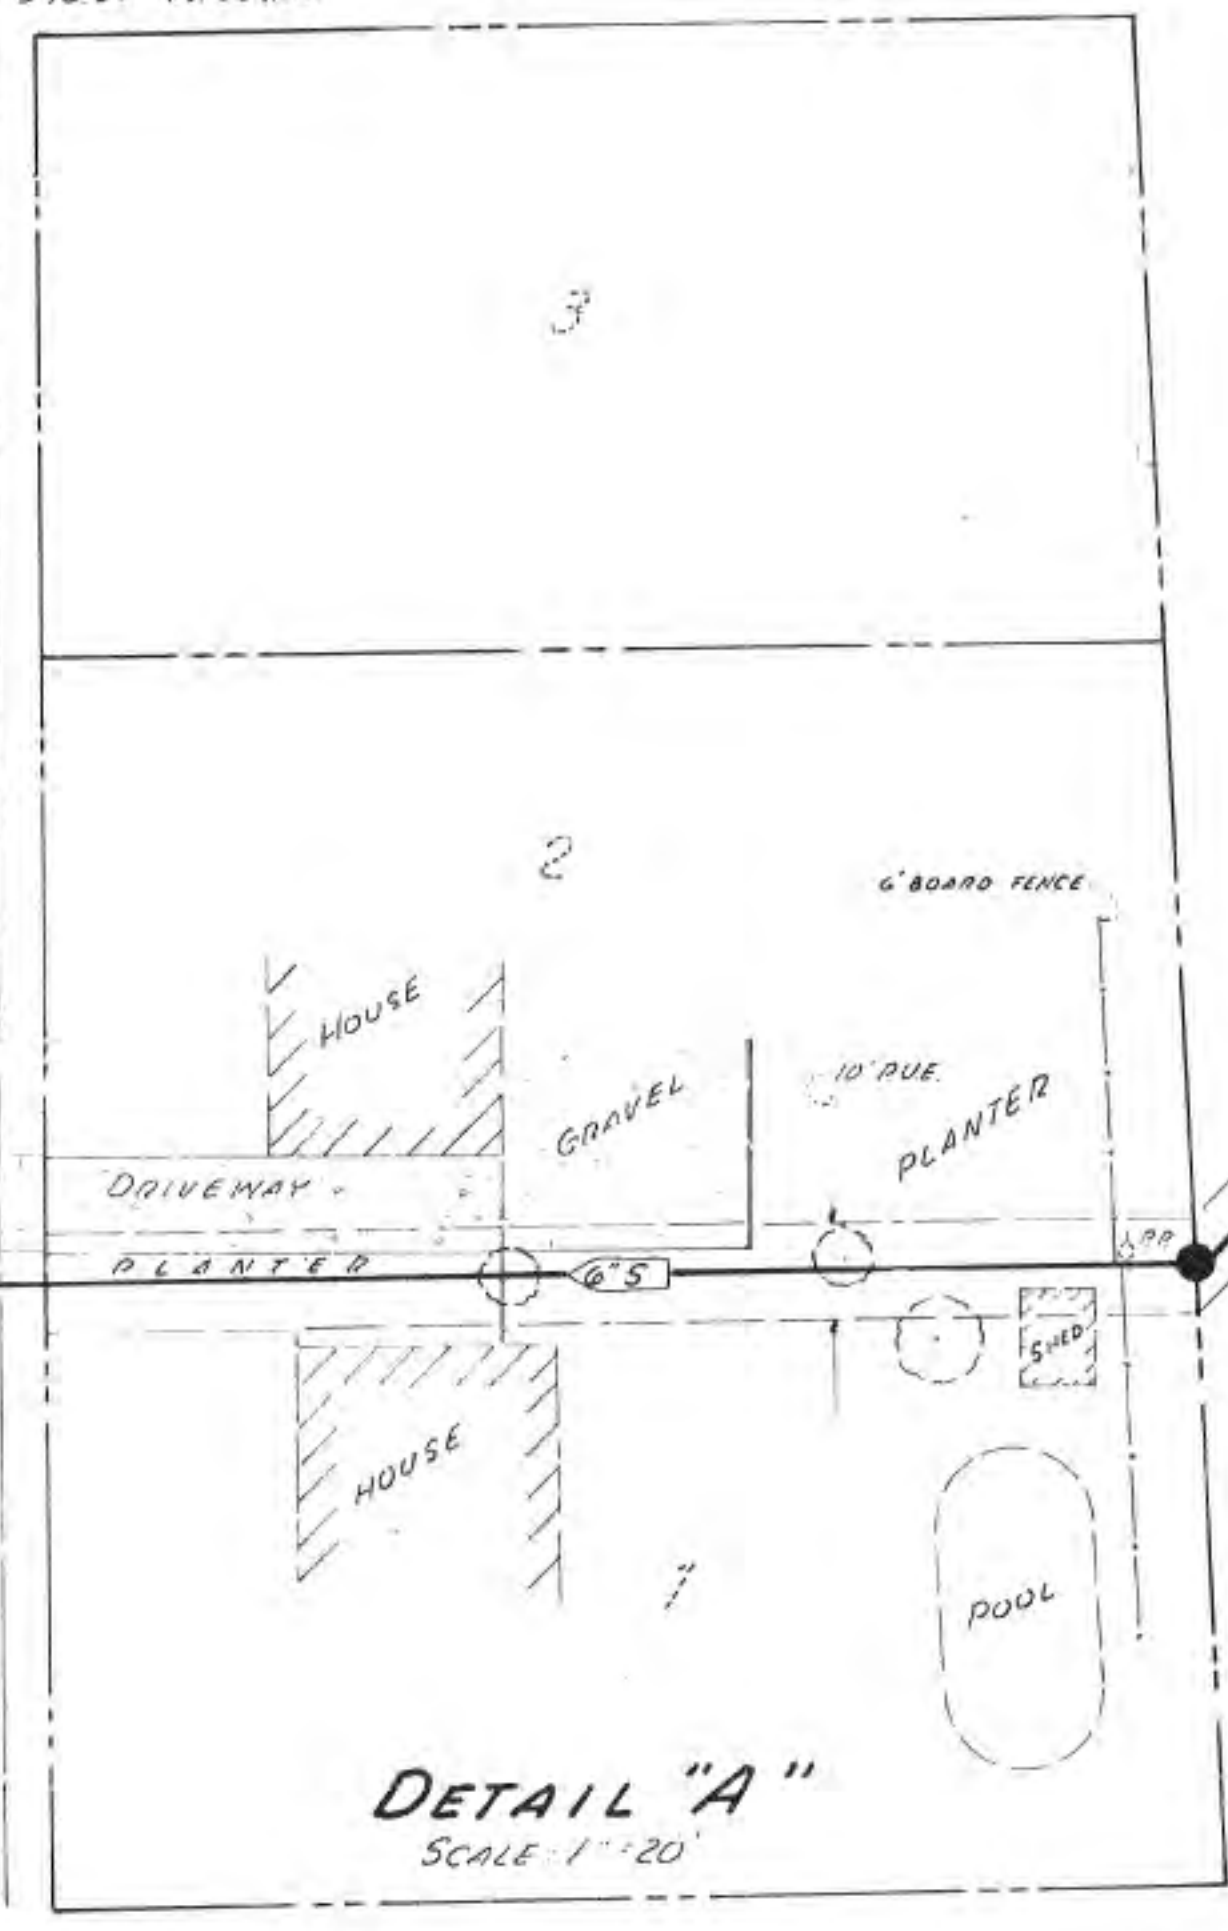 3
2
6' BOARD FENCE
HOUSE
10' PUE.
GRAVEL
PLANTER
DRIVEWAY
PLANTER
PP
6"S
SHED
HOUSE
1
POOL
DETAIL "A"
SCALE: 1" = 20'